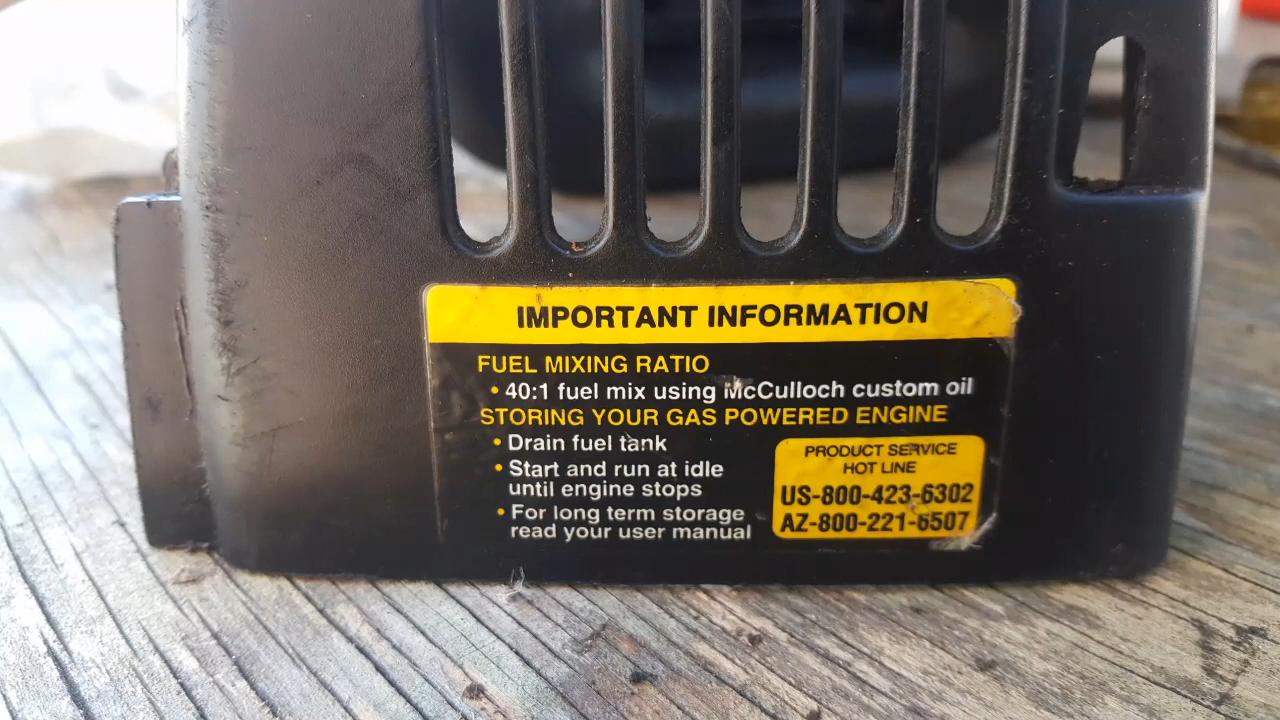 IMPORTANT INFORMATION
FUEL MIXING RATIO
• 40:1 fuel mix using McCulloch custom oil
STORING YOUR GAS POWERED ENGINE
• Drain fuel tank
• Start and run at idle
until engine stops
• For long term storage
read your user manual
PRODUCT SERVICE
HOT LINE
US-800-423-6302
AZ-800-221-6507